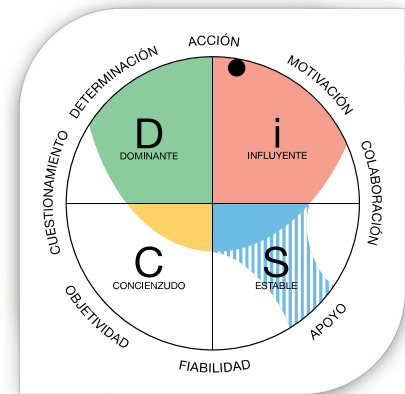 ACCIÓN
DETERMINACIÓN
MOTIVACIÓN
D
DOMINANTE
i
INFLUYENTE
CUESTIONAMIENTO
COLABORACIÓN
C
CONCIENZUDO
S
ESTABLE
OBJETIVIDAD
APOYO
FIABILIDAD